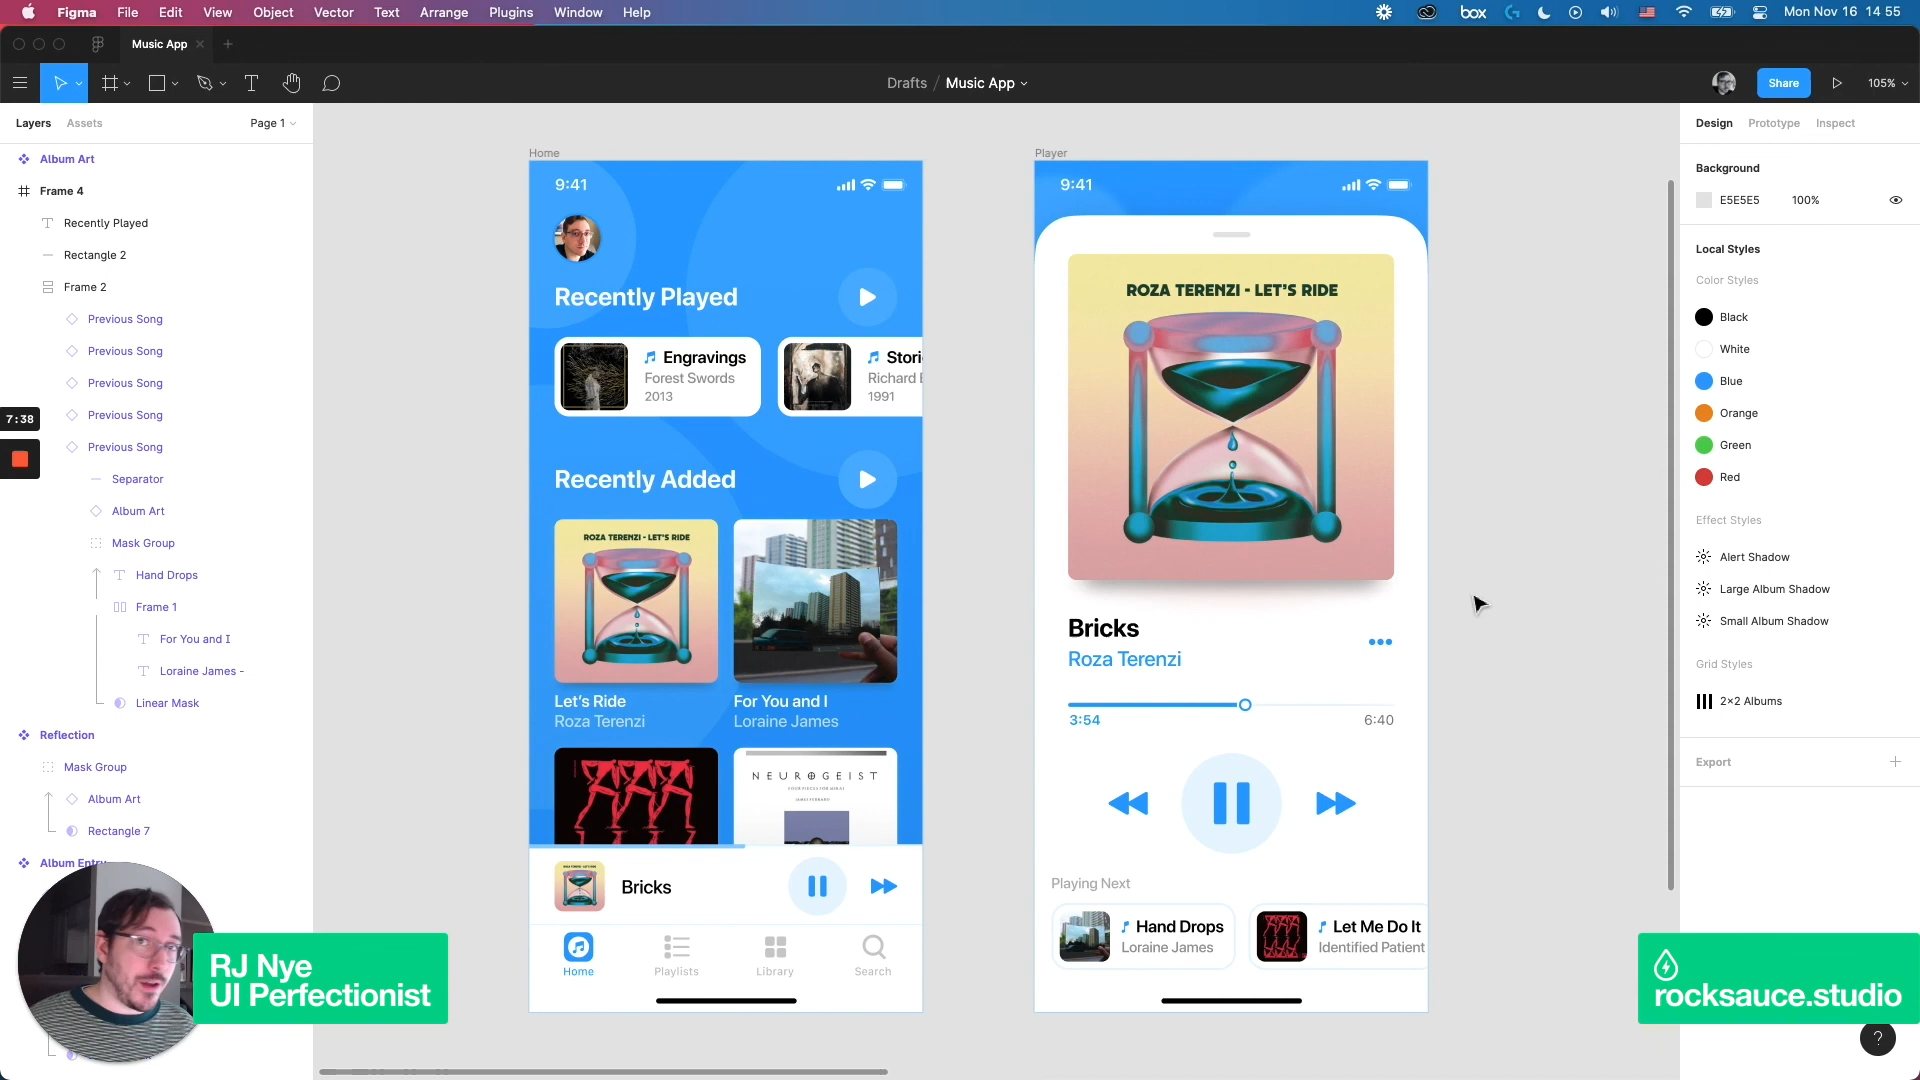 Figma File Edit View Object Vector Text Arrange Plugins Window Help
box
Mon Nov 16 14 55
Music App
Drafts / Music App
Share
105%
Layers Assets Page 1
Album Art
Frame 4
Recently Played
Rectangle 2
Frame 2
Previous Song
Previous Song
Previous Song
Previous Song
Previous Song
Separator
Album Art
Mask Group
Hand Drops
Frame 1
For You and I
Loraine James -
Linear Mask
Reflection
Mask Group
Album Art
Rectangle 7
Album Entry
7:38
RJ Nye
UI Perfectionist
Home
9:41
Recently Played
Engravings
Forest Swords
2013
Stori
Richard
1991
Recently Added
ROZA TERENZI - LET'S RIDE
Let's Ride
Roza Terenzi
For You and I
Loraine James
NEUROGEIST
Bricks
Home
Playlists
Library
Search
Player
9:41
ROZA TERENZI - LET'S RIDE
Bricks
Roza Terenzi
3:54
6:40
Playing Next
Hand Drops
Loraine James
Let Me Do It
Identified Patient
Design Prototype Inspect
Background
E5E5E5 100%
Local Styles
Color Styles
Black
White
Blue
Orange
Green
Red
Effect Styles
Alert Shadow
Large Album Shadow
Small Album Shadow
Grid Styles
2×2 Albums
Export
rocksauce.studio
?